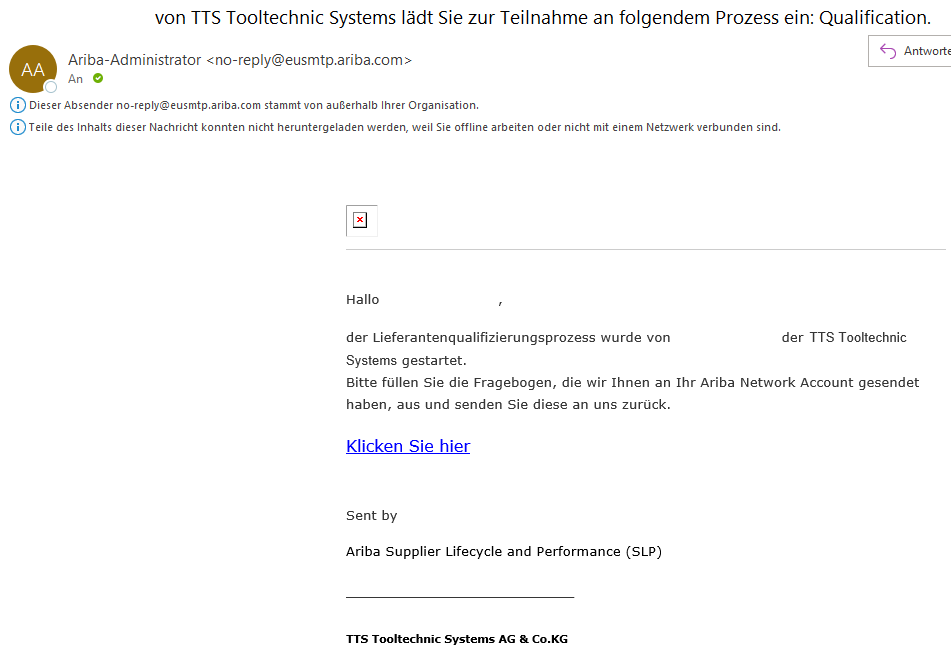 von TTS Tooltechnic Systems lädt Sie zur Teilnahme an folgendem Prozess ein: Qualification.
AA
Ariba-Administrator <no-reply@eusmtp.ariba.com>
An
Antworte
Dieser Absender no-reply@eusmtp.ariba.com stammt von außerhalb Ihrer Organisation.
Teile des Inhalts dieser Nachricht konnten nicht heruntergeladen werden, weil Sie offline arbeiten oder nicht mit einem Netzwerk verbunden sind.
Hallo ,
der Lieferantenqualifizierungsprozess wurde von der TTS Tooltechnic
Systems gestartet.
Bitte füllen Sie die Fragebogen, die wir Ihnen an Ihr Ariba Network Account gesendet
haben, aus und senden Sie diese an uns zurück.
Klicken Sie hier
Sent by
Ariba Supplier Lifecycle and Performance (SLP)
TTS Tooltechnic Systems AG & Co.KG